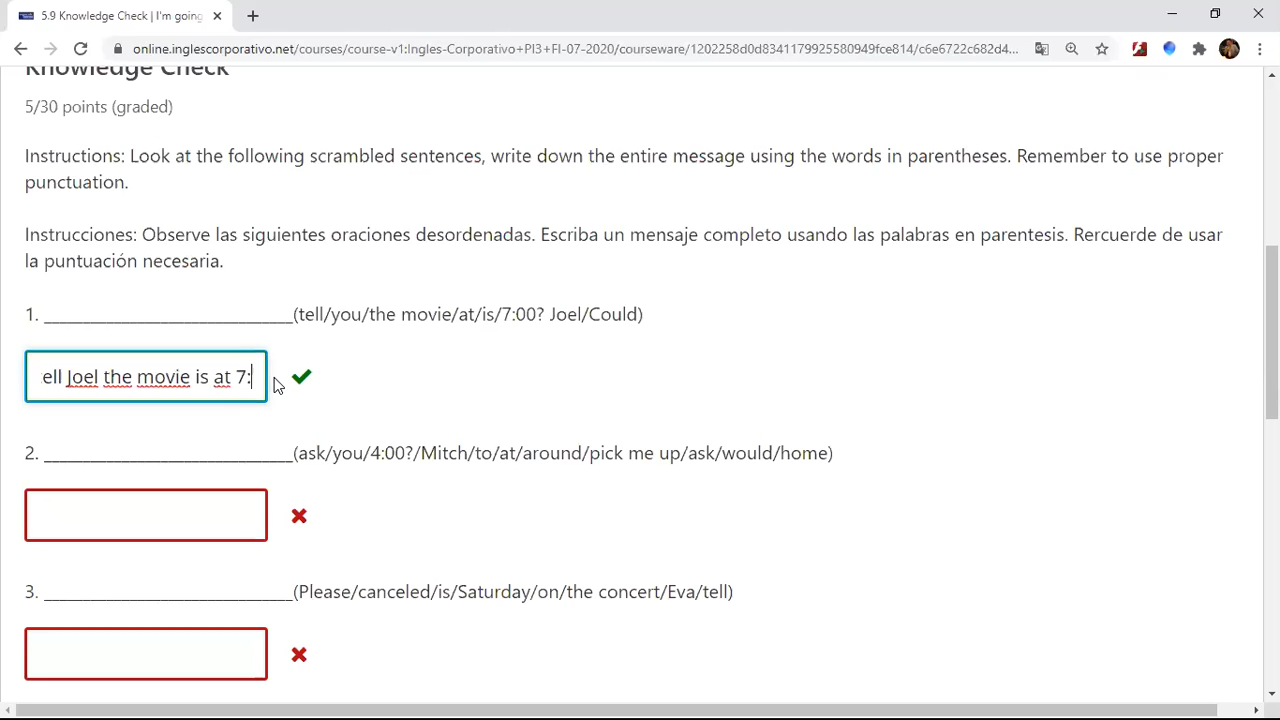 5.9 Knowledge Check | I'm going
online.inglescorporativo.net/courses/course-v1:Ingles-Corporativo+PI3+FI-07-2020/courseware/1202258d0d8341179925580949fce814/c6e6722c682d4...
Knowledge Check
5/30 points (graded)
Instructions: Look at the following scrambled sentences, write down the entire message using the words in parentheses. Remember to use proper
punctuation.
Instrucciones: Observe las siguientes oraciones desordenadas. Escriba un mensaje completo usando las palabras en parentesis. Rercuerde de usar
la puntuación necesaria.
1. ____________________________(tell/you/the movie/at/is/7:00? Joel/Could)
ell Joel the movie is at 7:
2. ____________________________(ask/you/4:00?/Mitch/to/at/around/pick me up/ask/would/home)
3. ____________________________(Please/canceled/is/Saturday/on/the concert/Eva/tell)